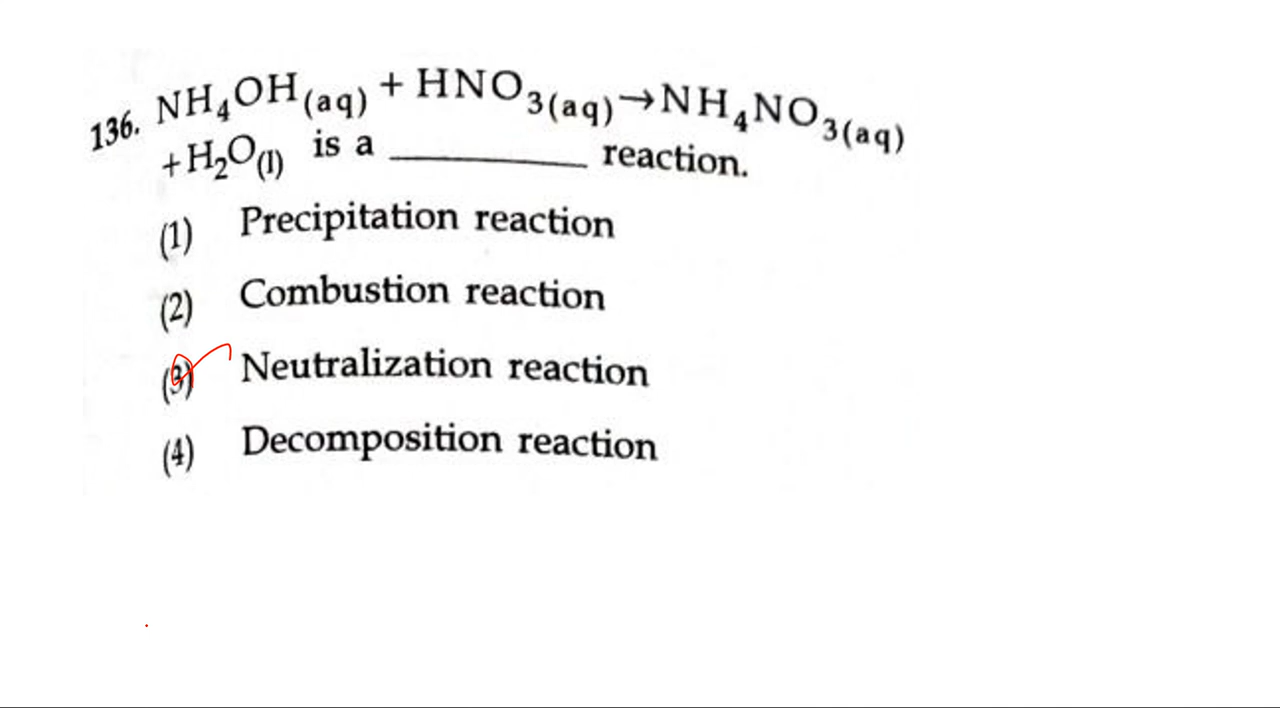 136. NH₄OH(aq) + HNO₃(aq) → NH₄NO₃(aq)
+H₂O(l) is a ________ reaction.
(1) Precipitation reaction
(2) Combustion reaction
(3) Neutralization reaction
(4) Decomposition reaction